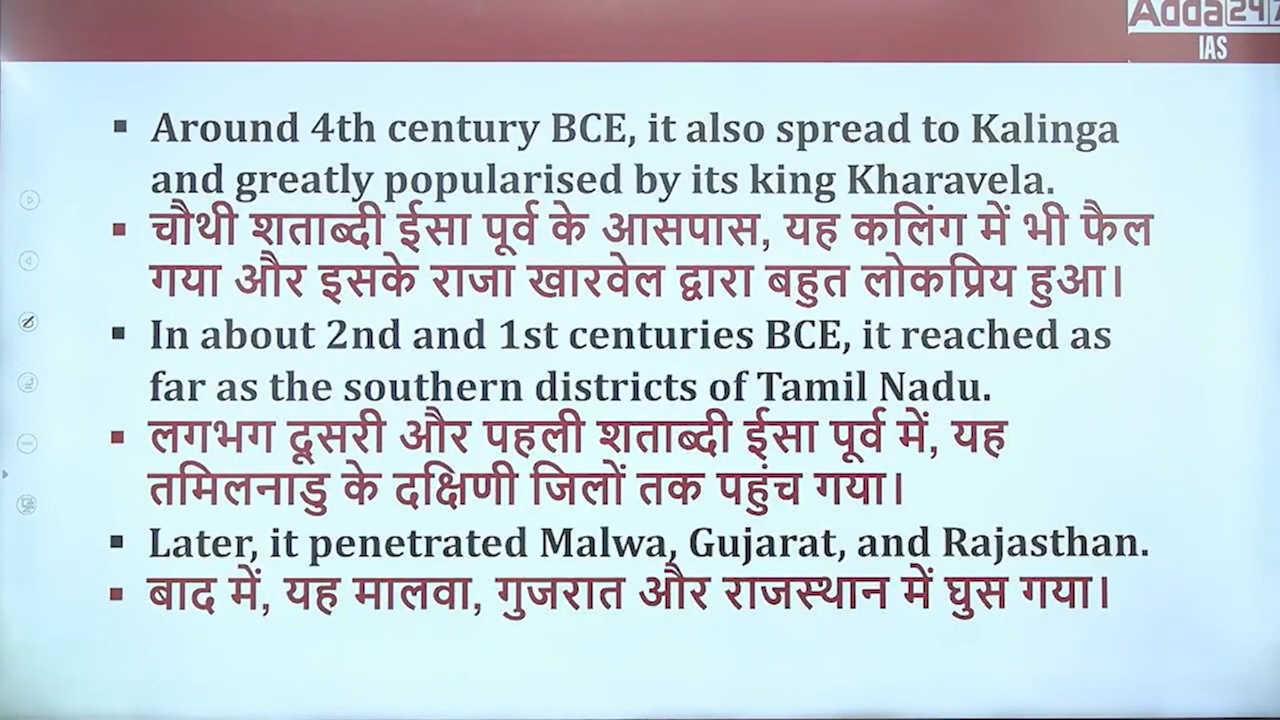 Adda247
IAS
▪ Around 4th century BCE, it also spread to Kalinga
and greatly popularised by its king Kharavela.
▪ चौथी शताब्दी ईसा पूर्व के आसपास, यह कलिंग में भी फैल
गया और इसके राजा खारवेल द्वारा बहुत लोकप्रिय हुआ।
▪ In about 2nd and 1st centuries BCE, it reached as
far as the southern districts of Tamil Nadu.
▪ लगभग दूसरी और पहली शताब्दी ईसा पूर्व में, यह
तमिलनाडु के दक्षिणी जिलों तक पहुंच गया।
▪ Later, it penetrated Malwa, Gujarat, and Rajasthan.
▪ बाद में, यह मालवा, गुजरात और राजस्थान में घुस गया।